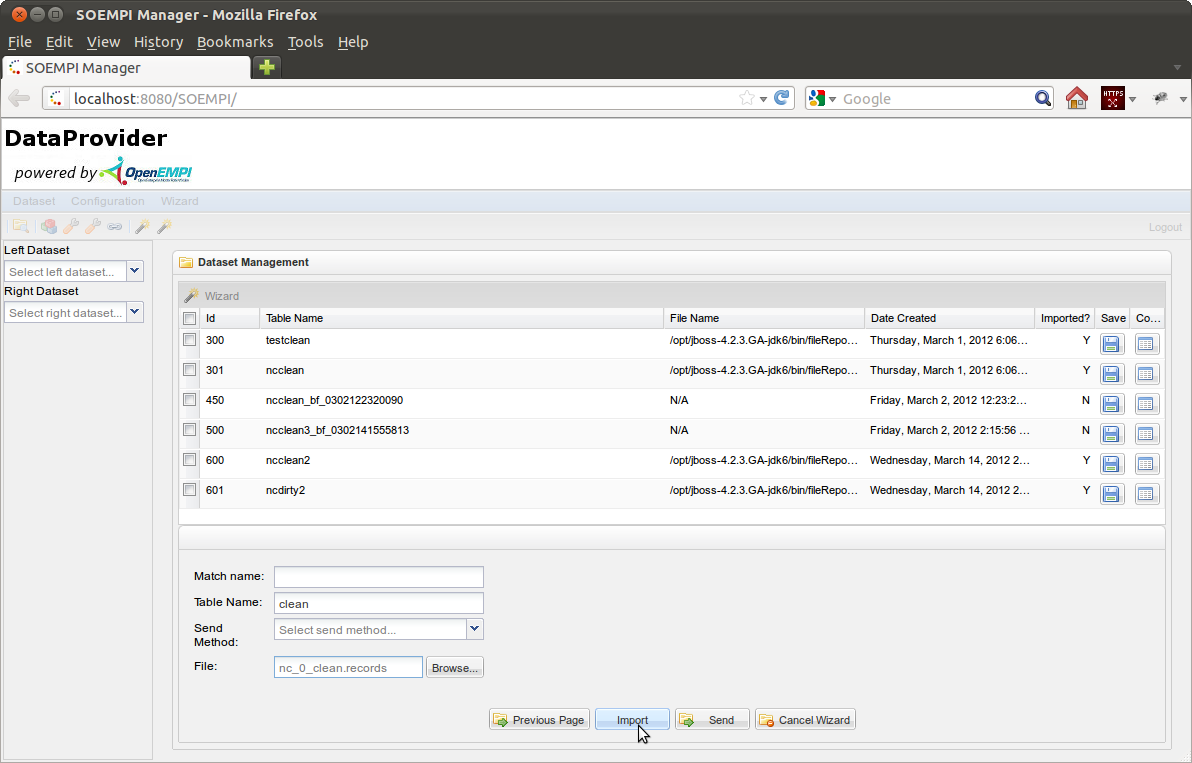 SOEMPI Manager - Mozilla Firefox
File Edit View History Bookmarks Tools Help
SOEMPI Manager
localhost:8080/SOEMPI/ Google HTTPS
DataProvider
powered by OpenEMPI
Dataset Configuration Wizard
Logout
Left Dataset
Select left dataset...
Right Dataset
Select right dataset...
Dataset Management
Wizard
Id Table Name File Name Date Created Imported? Save Co...
300 testclean /opt/jboss-4.2.3.GA-jdk6/bin/fileRepo... Thursday, March 1, 2012 6:06... Y
301 ncclean /opt/jboss-4.2.3.GA-jdk6/bin/fileRepo... Thursday, March 1, 2012 6:06... Y
450 ncclean_bf_0302122320090 N/A Friday, March 2, 2012 12:23:2... N
500 ncclean3_bf_0302141555813 N/A Friday, March 2, 2012 2:15:56 ... N
600 ncclean2 /opt/jboss-4.2.3.GA-jdk6/bin/fileRepo... Wednesday, March 14, 2012 2... Y
601 ncdirty2 /opt/jboss-4.2.3.GA-jdk6/bin/fileRepo... Wednesday, March 14, 2012 2... Y
Match name:
Table Name: clean
Send Method: Select send method...
File: nc_0_clean.records Browse...
Previous Page Import Send Cancel Wizard